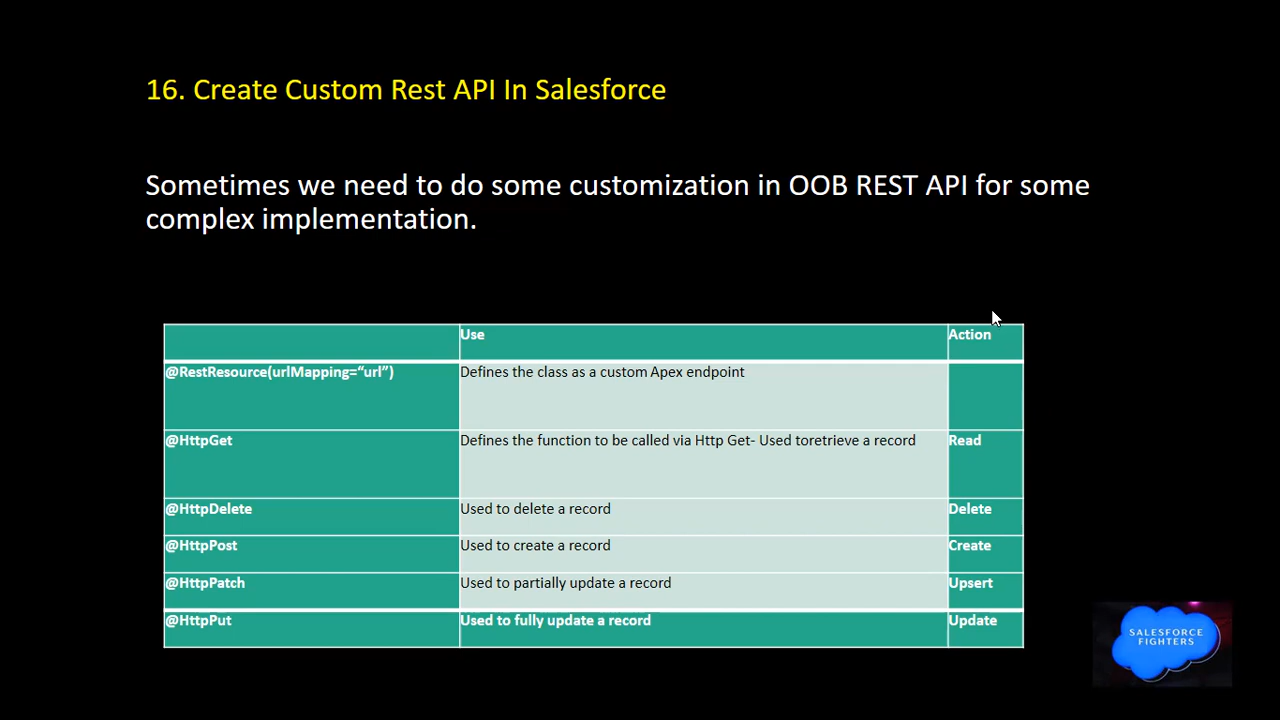 16. Create Custom Rest API In Salesforce
Sometimes we need to do some customization in OOB REST API for some
complex implementation.
Use Action
@RestResource(urlMapping=“url”) Defines the class as a custom Apex endpoint
@HttpGet Defines the function to be called via Http Get- Used toretrieve a record Read
@HttpDelete Used to delete a record Delete
@HttpPost Used to create a record Create
@HttpPatch Used to partially update a record Upsert
@HttpPut Used to fully update a record Update
SALESFORCE
FIGHTERS